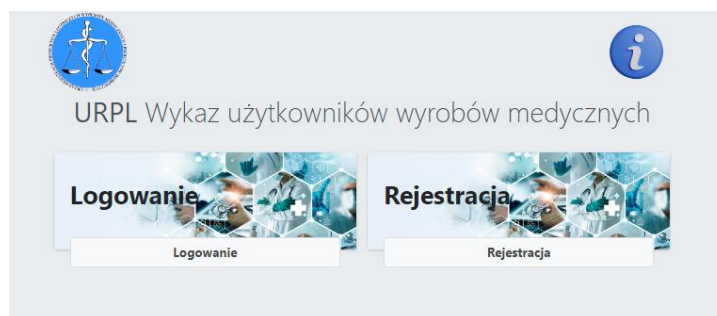 i
URPL Wykaz użytkowników wyrobów medycznych
Logowanie
Rejestracja
Logowanie
Rejestracja